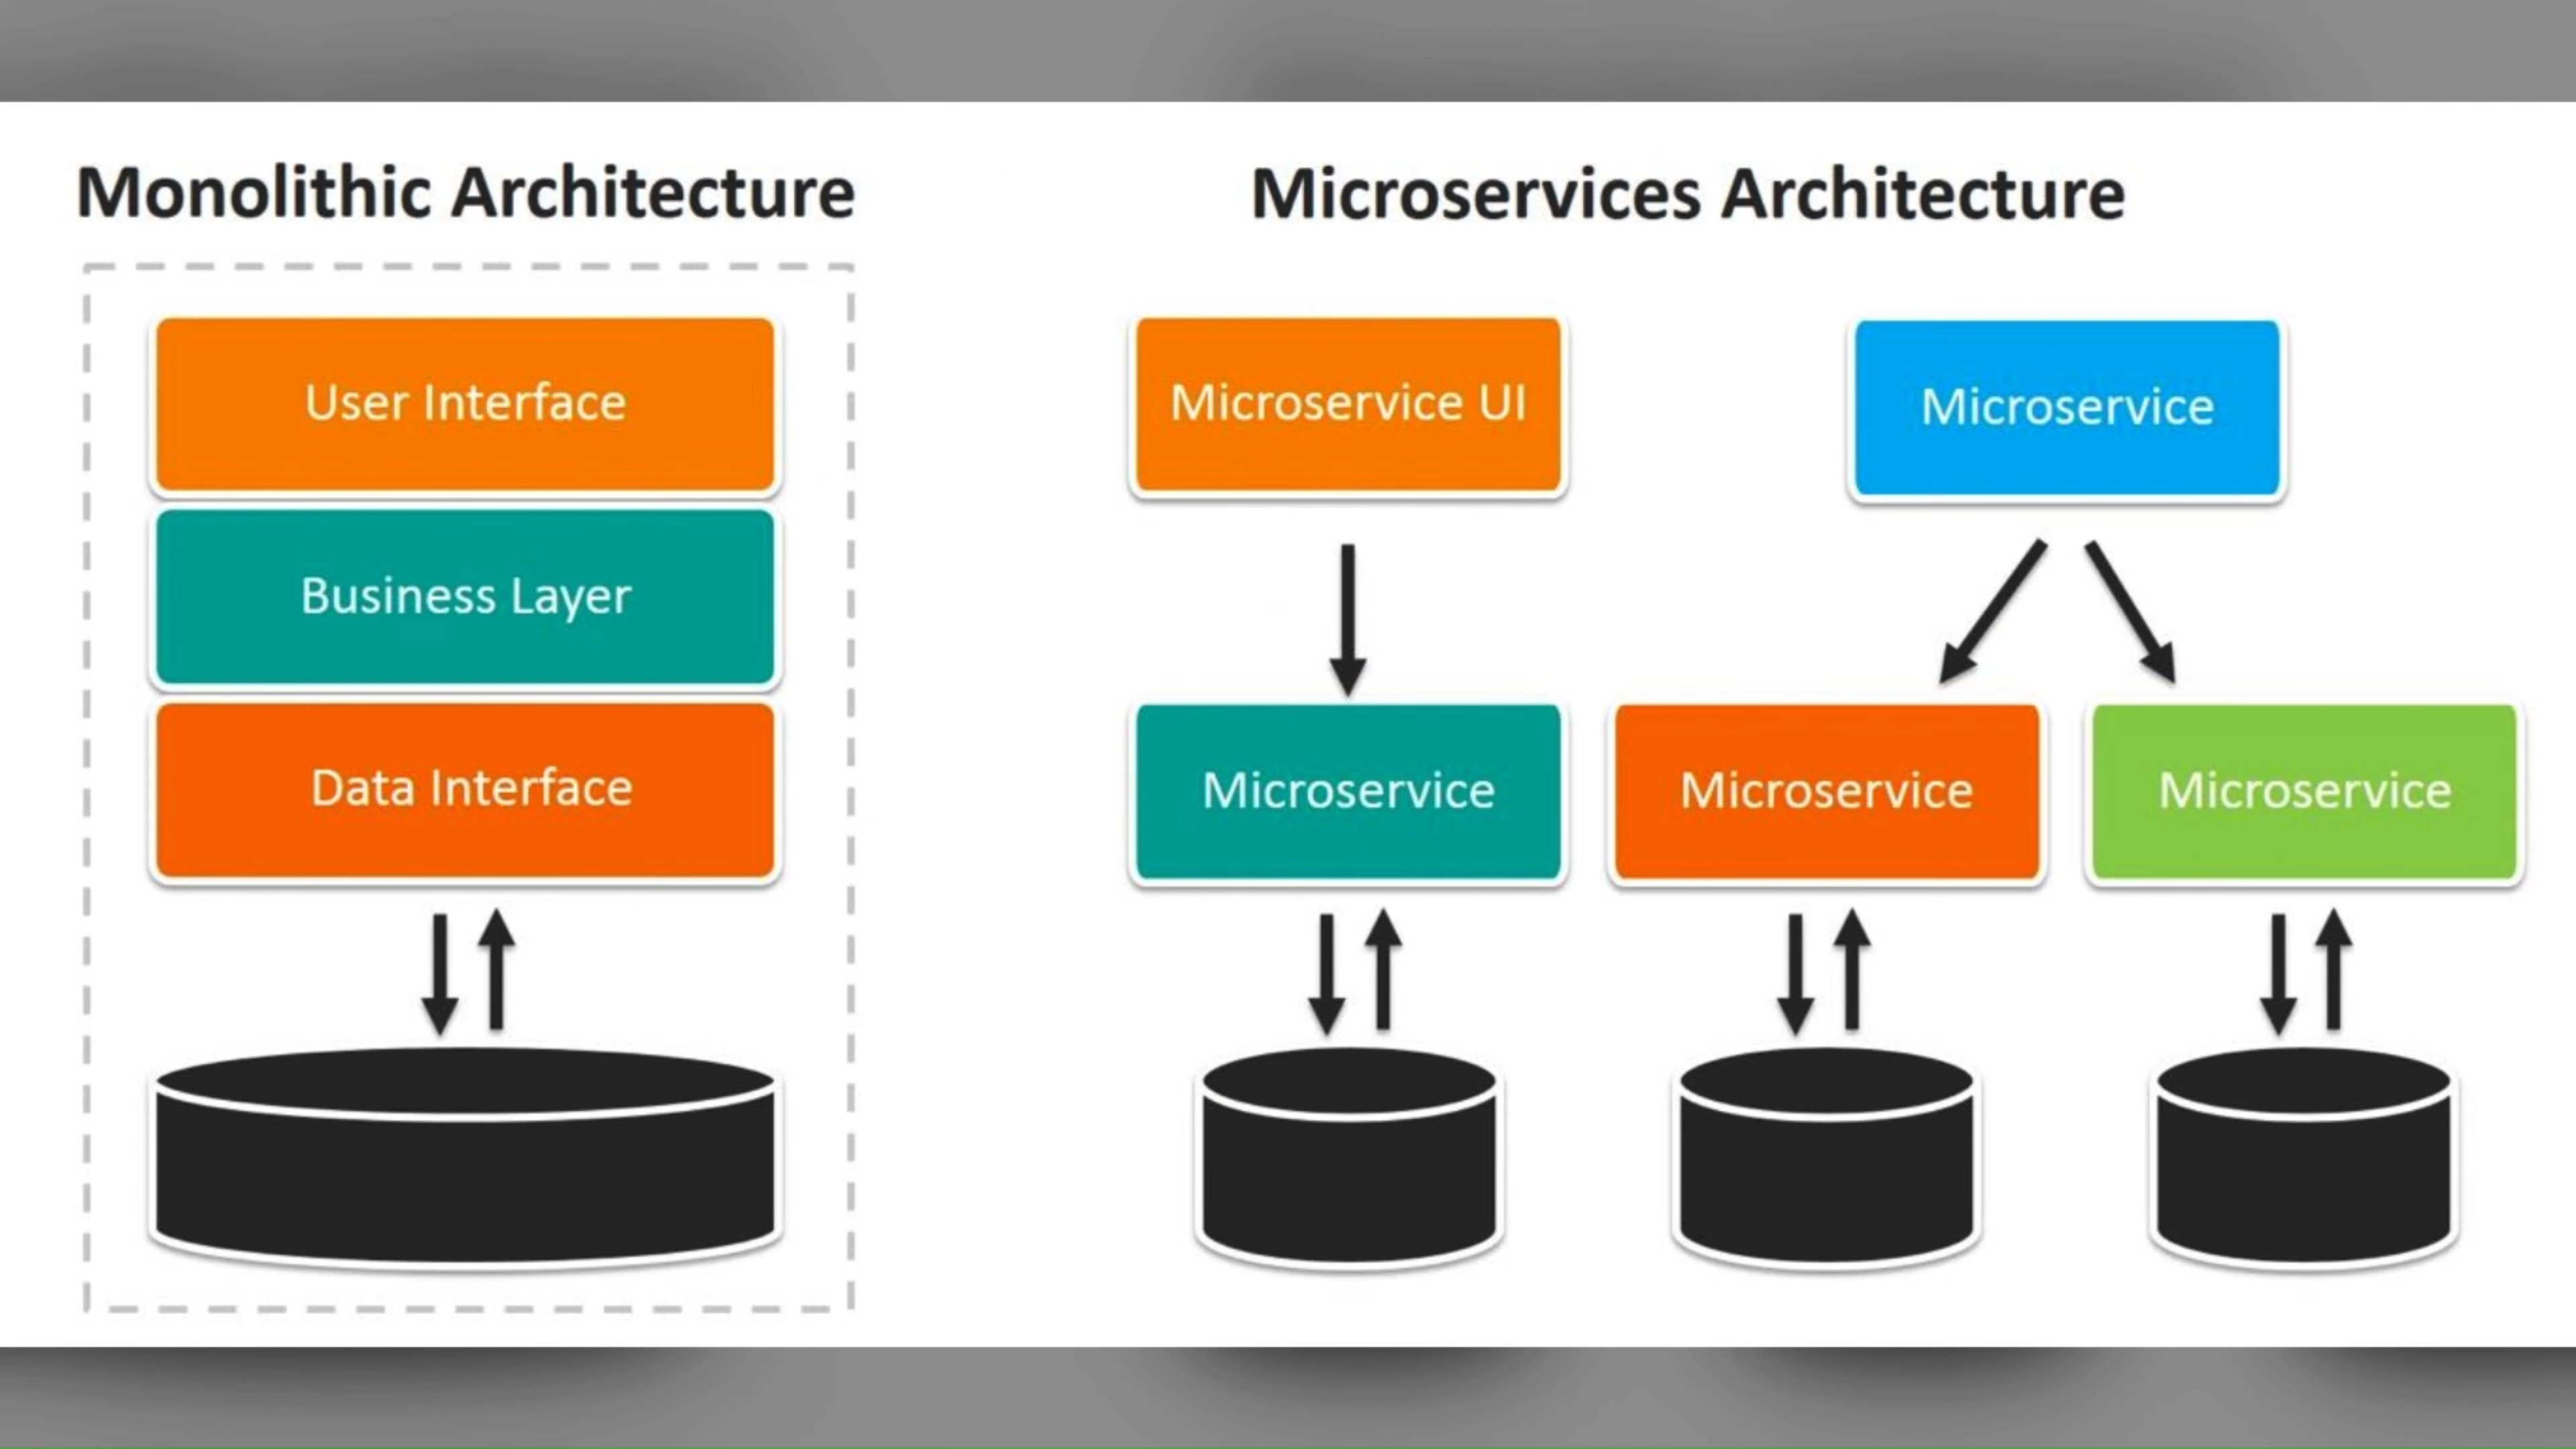 Monolithic Architecture
User Interface
Business Layer
Data Interface
Microservices Architecture
Microservice UI
Microservice
Microservice
Microservice
Microservice